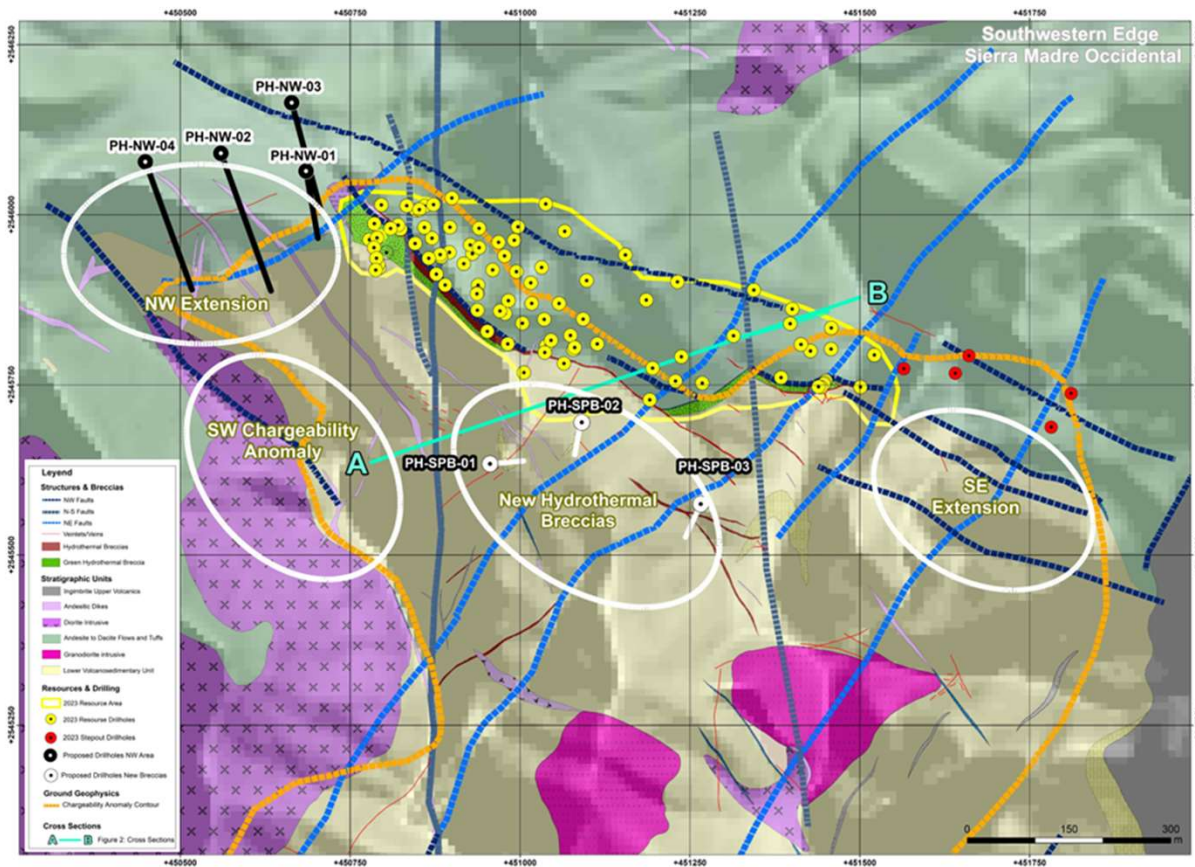 +450500
+450750
+451000
+451250
+451500
+451750
Southwestern Edge
Sierra Madre Occidental
+2546250
+2546000
+2545750
+2545500
+2545250
PH-NW-03
PH-NW-02
PH-NW-04
PH-NW-01
NW Extension
B
SW Chargeability
Anomaly
A
PH-SPB-02
PH-SPB-01
PH-SPB-03
New Hydrothermal
Breccias
SE
Extension
Leyend
Structures & Breccias
NW Faults
N-S Faults
NE Faults
Veinlets/Veins
Hydrothermal Breccias
Green Hydrothermal Breccia
Stratigraphic Units
Ingimbrite Upper Volcanics
Andesitic Dikes
Diorite Intrusive
Andesite to Dacite Flows and Tuffs
Granodiorite Intrusive
Lower Volcanosedimentary Unit
Resources & Drilling
2023 Resource Area
2023 Resourse Drillholes
2023 Stepout Drillholes
Proposed Drillholes NW Area
Proposed Drillholes New Breccias
Ground Geophysics
Chargeability Anomaly Contour
Cross Sections
A B Figure 2: Cross Sections
0 150 300
m
+450500
+450750
+451000
+451250
+451500
+451750